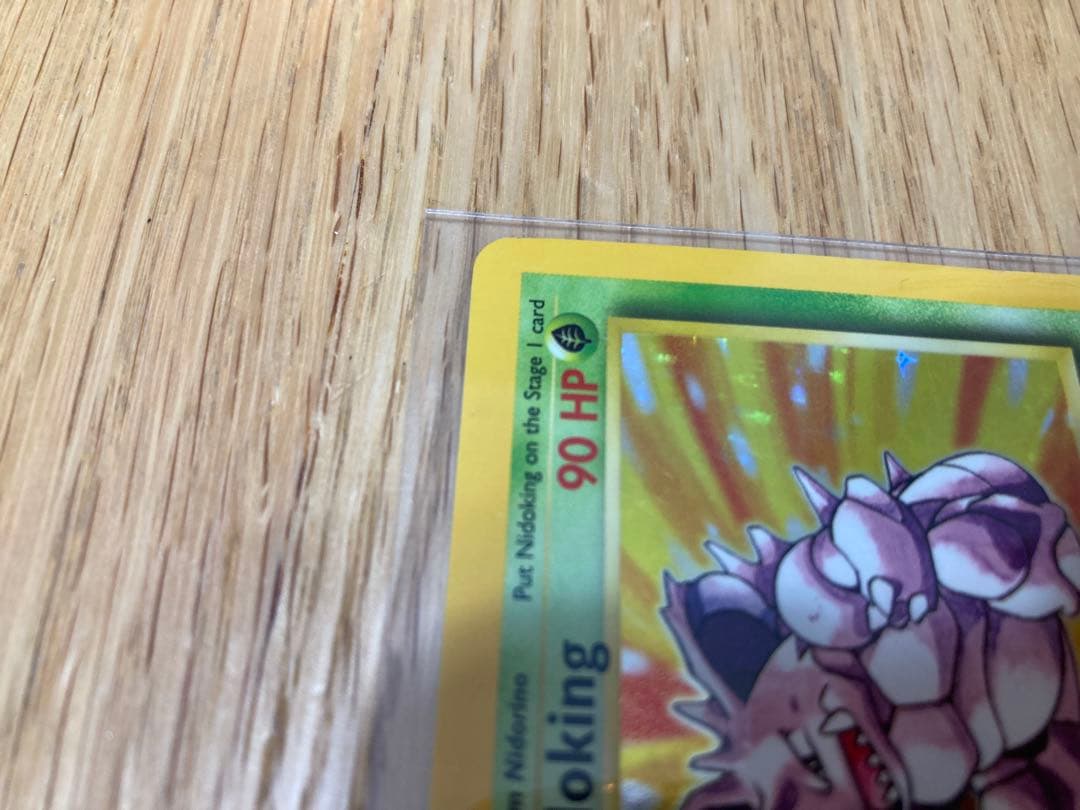 m Nidorino Put Nidoking on the Stage 1 card
oking 90 HP